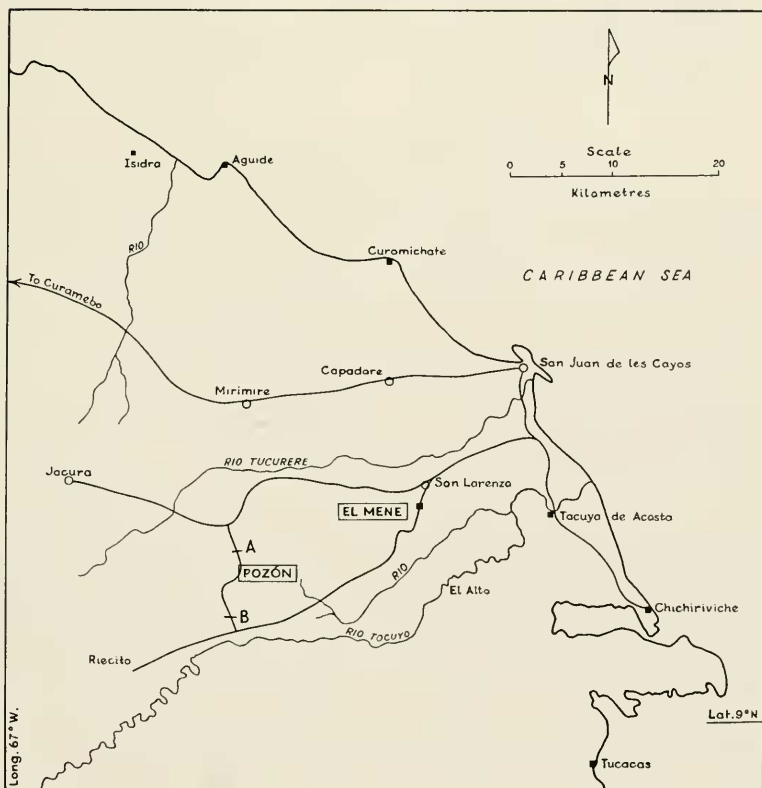 N
Scale
0 5 10 20
Kilometres
Isidra
Aguide
RIO
Curomichate
CARIBBEAN SEA
To Curamebo
San Juan de les Cayos
Capadare
Mirimire
Jacura
RIO TUCURERE
San Larenza
EL MENE
Tacuya de Acosta
A
POZÓN
RIO
El Alto
B
Chichiriviche
RIO TOCUYO
Riecito
Long. 67° W.
Lat. 9° N
Tucacas